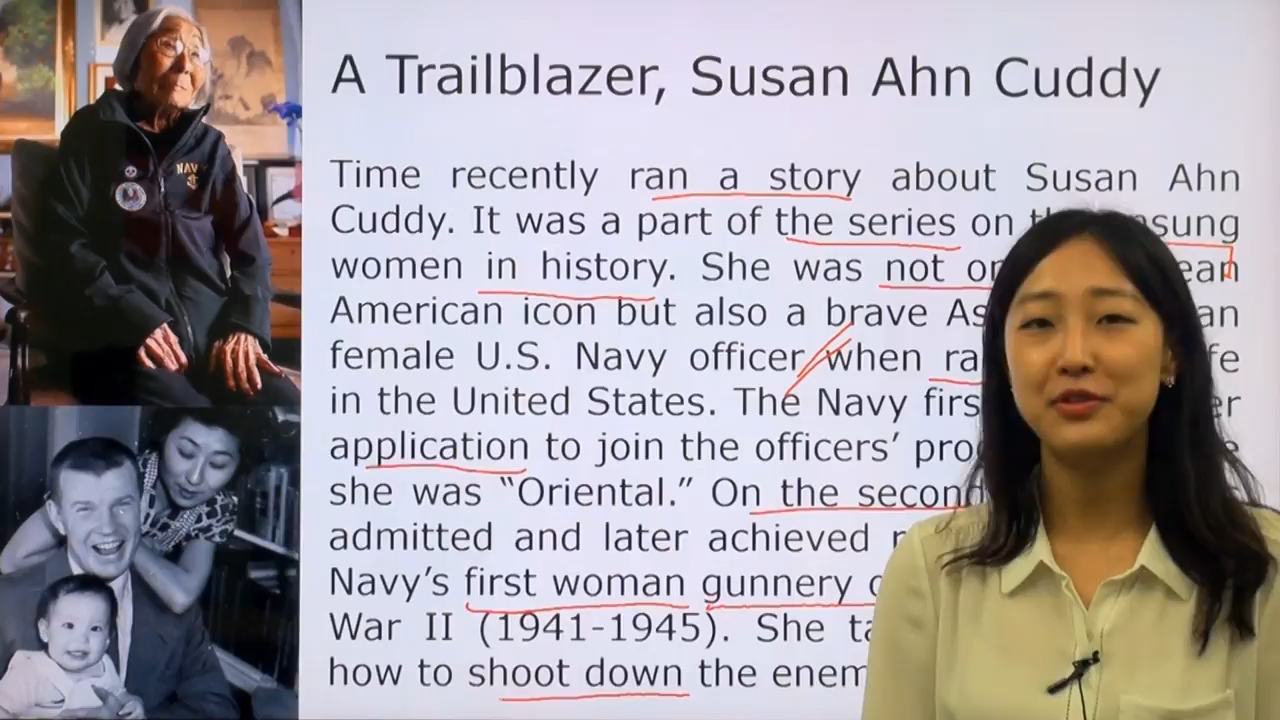 NAVY
A Trailblazer, Susan Ahn Cuddy
Time recently ran a story about Susan Ahn
Cuddy. It was a part of the series on
women in history. She was not
American icon but also a brave
female U.S. Navy officer when
in the United States. The Navy
application to join the officers'
she was "Oriental." On the second
admitted and later achieved
Navy's first woman gunnery
War II (1941-1945). She
how to shoot down the